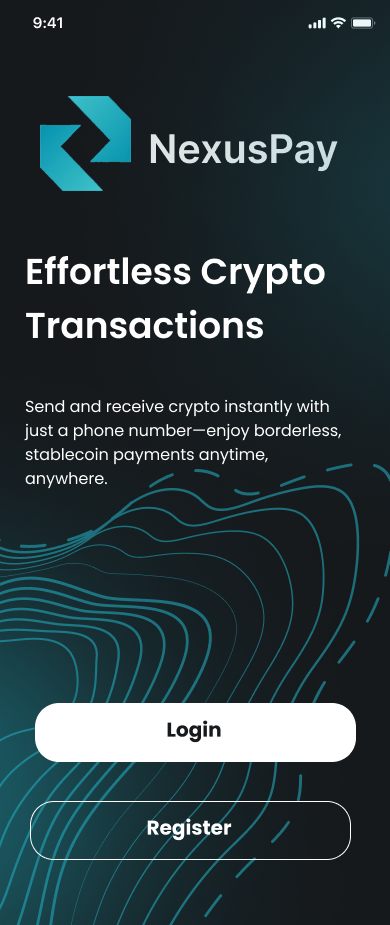 9:41
NexusPay
Effortless Crypto
Transactions
Send and receive crypto instantly with
just a phone number—enjoy borderless,
stablecoin payments anytime,
anywhere.
Login
Register